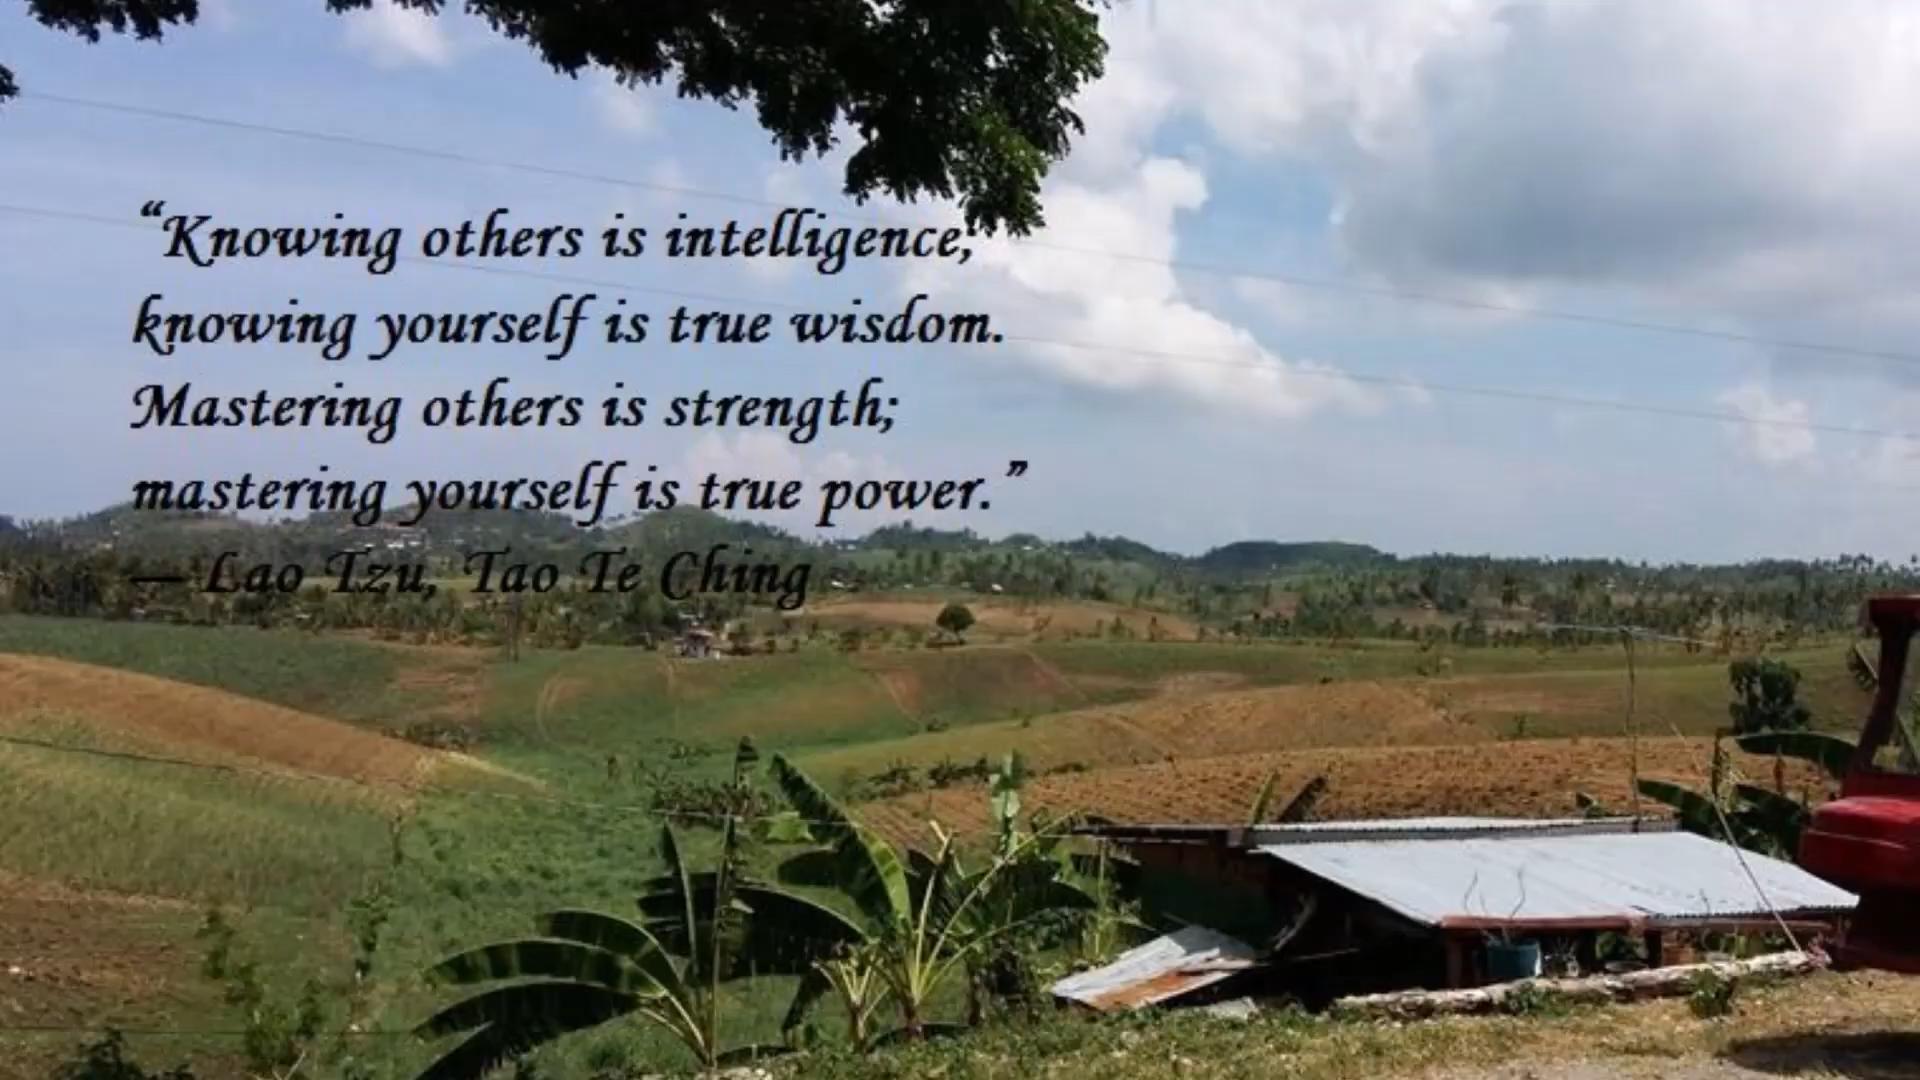 “Knowing others is intelligence;
knowing yourself is true wisdom.
Mastering others is strength;
mastering yourself is true power.”
— Lao Tzu, Tao Te Ching